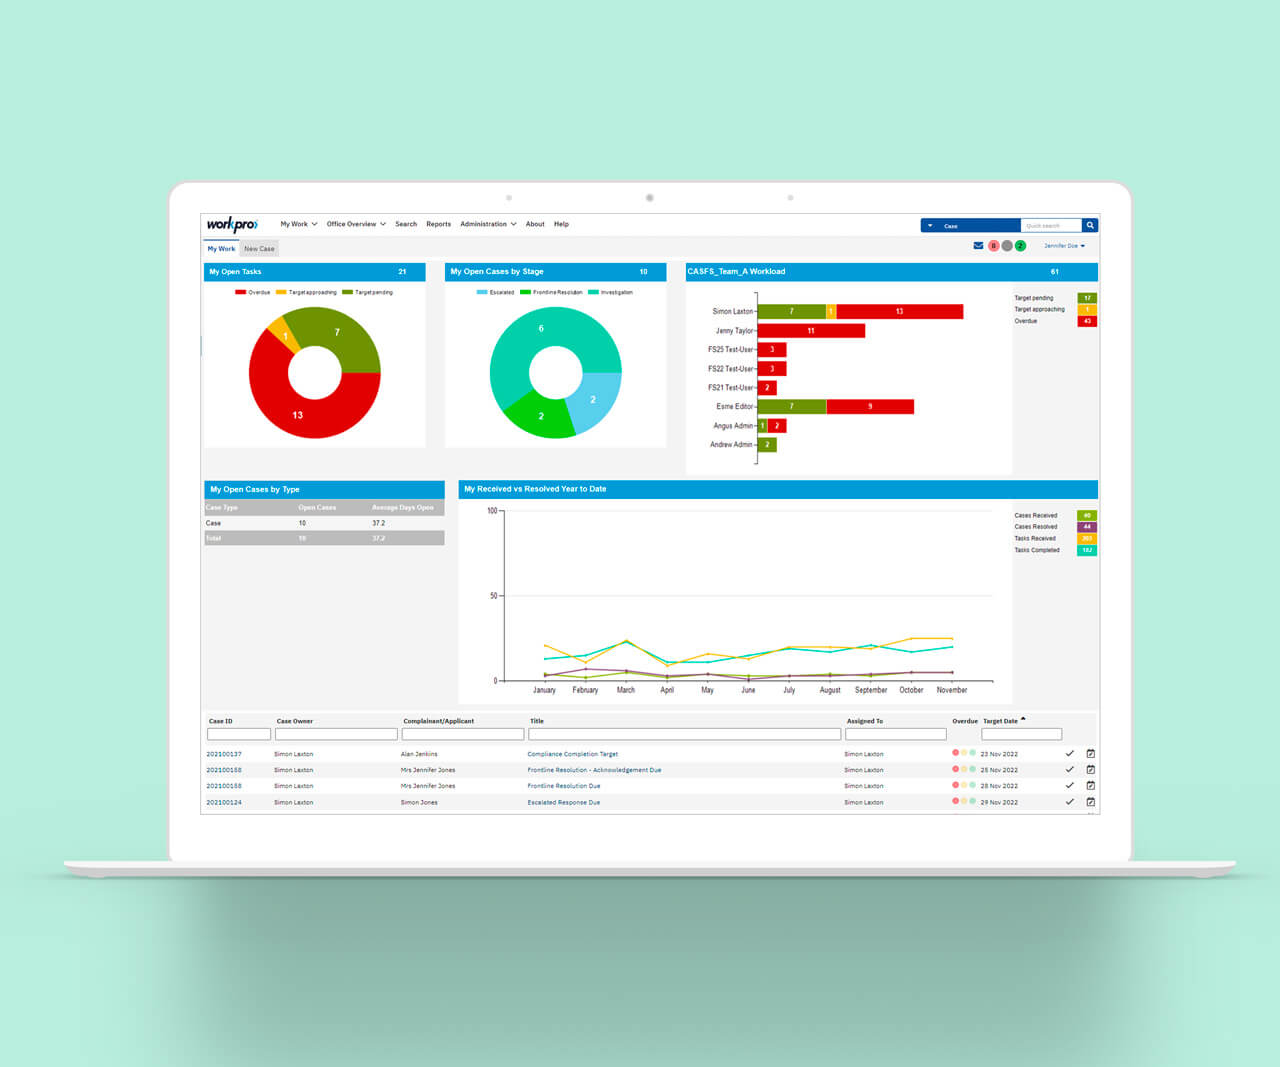 workpro
My Work Office Overview Search Reports Administration About Help
Case Quick search
My Work New Case
8 2 Jennifer Doe
My Open Tasks 21
Overdue Target approaching Target pending
7
1
13
My Open Cases by Stage 10
Escalated Frontline Resolution Investigation
6
2
2
CASFS_Team_A Workload 61
Simon Laxton 7 1 13
Jenny Taylor 11
FS25 Test-User 3
FS22 Test-User 3
FS21 Test-User 2
Esme Editor 7 9
Angus Admin 1 2
Andrew Admin 2
Target pending 17
Target approaching 1
Overdue 43
My Open Cases by Type
Case Type Open Cases Average Days Open
Case 10 37.2
Total 10 37.2
My Received vs Resolved Year to Date
100
50
0
January February March April May June July August September October November
Cases Received 40
Cases Resolved 44
Tasks Received
Tasks Completed 182
Case ID Case Owner Complainant/Applicant Title Assigned To Overdue Target Date
202100137 Simon Laxton Alan Jenkins Compliance Completion Target Simon Laxton 23 Nov 2022
202100158 Simon Laxton Mrs Jennifer Jones Frontline Resolution - Acknowledgement Due Simon Laxton 25 Nov 2022
202100158 Simon Laxton Mrs Jennifer Jones Frontline Resolution Due Simon Laxton 28 Nov 2022
202100124 Simon Laxton Simon Jones Escalated Response Due Simon Laxton 29 Nov 2022